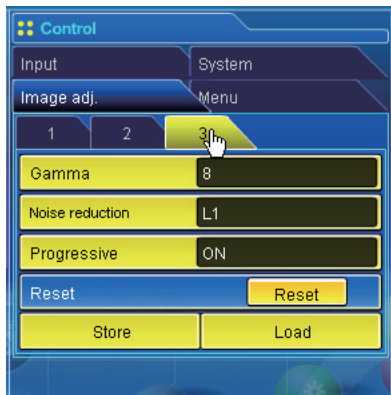 Control
Input System
Image adj. Menu
1 2 3
Gamma 8
Noise reduction L1
Progressive ON
Reset Reset
Store Load